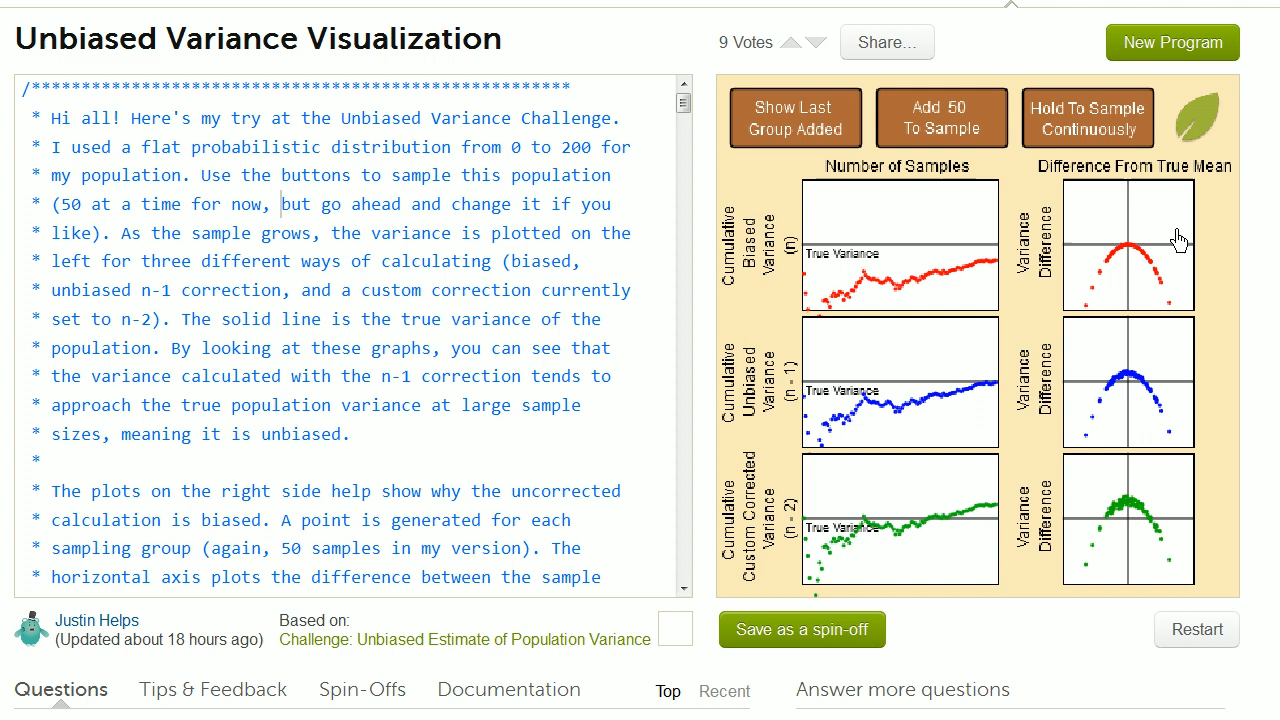 Unbiased Variance Visualization
9 Votes
Share...
New Program
/******************************************************
* Hi all! Here's my try at the Unbiased Variance Challenge.
* I used a flat probabilistic distribution from 0 to 200 for
* my population. Use the buttons to sample this population
* (50 at a time for now, but go ahead and change it if you
* like). As the sample grows, the variance is plotted on the
* left for three different ways of calculating (biased,
* unbiased n-1 correction, and a custom correction currently
* set to n-2). The solid line is the true variance of the
* population. By looking at these graphs, you can see that
* the variance calculated with the n-1 correction tends to
* approach the true population variance at large sample
* sizes, meaning it is unbiased.
*
* The plots on the right side help show why the uncorrected
* calculation is biased. A point is generated for each
* sampling group (again, 50 samples in my version). The
* horizontal axis plots the difference between the sample
Show Last
Group Added
Add 50
To Sample
Hold To Sample
Continuously
Number of Samples
Difference From True Mean
Cumulative
Biased
Variance
(n)
True Variance
Variance
Difference
Cumulative
Unbiased
Variance
(n - 1)
True Variance
Variance
Difference
Cumulative
Custom Corrected
Variance
(n - 2)
True Variance
Variance
Difference
Justin Helps
(Updated about 18 hours ago)
Based on:
Challenge: Unbiased Estimate of Population Variance
Save as a spin-off
Restart
Questions
Tips & Feedback
Spin-Offs
Documentation
Top
Recent
Answer more questions